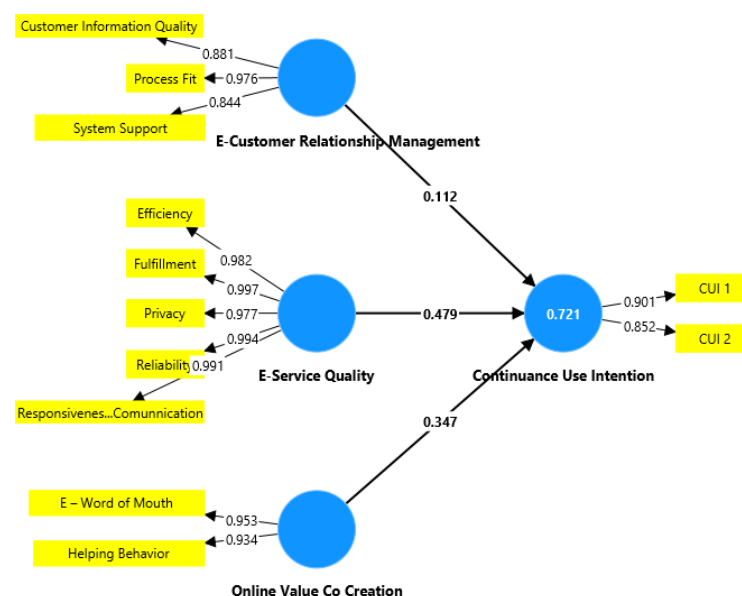 Customer Information Quality
0.881
Process Fit
0.976
0.844
System Support
E-Customer Relationship Management
0.112
Efficiency
0.982
Fulfillment
0.997
Privacy
0.977
0.994
Reliability
0.991
Responsivenes...Comunnication
E-Service Quality
0.479
0.721
Continuance Use Intention
0.901
CUI 1
0.852
CUI 2
0.347
E – Word of Mouth
0.953
0.934
Helping Behavior
Online Value Co Creation